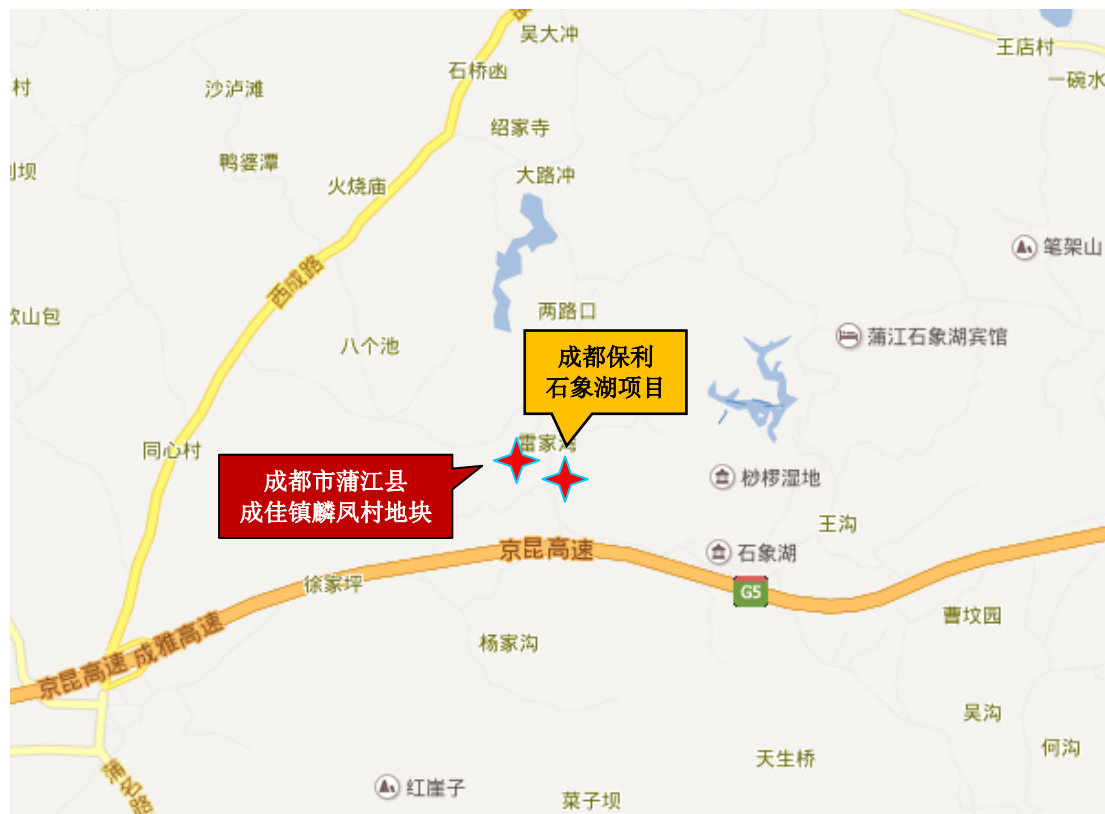 吴大冲
王店村
石桥凼
一碗水
村
沙泸滩
绍家寺
鸭婆潭
坝
火烧庙
大路冲
笔架山
西成路
山包
两路口
八个池
蒲江石象湖宾馆
成都保利
石象湖项目
同心村
雷家湾
成都市蒲江县
成佳镇麟凤村地块
桫椤湿地
王沟
京昆高速
石象湖
徐家坪
G5
曹坟园
杨家沟
京昆高速
成雅高速
吴沟
何沟
天生桥
蒲名路
红崖子
菜子坝